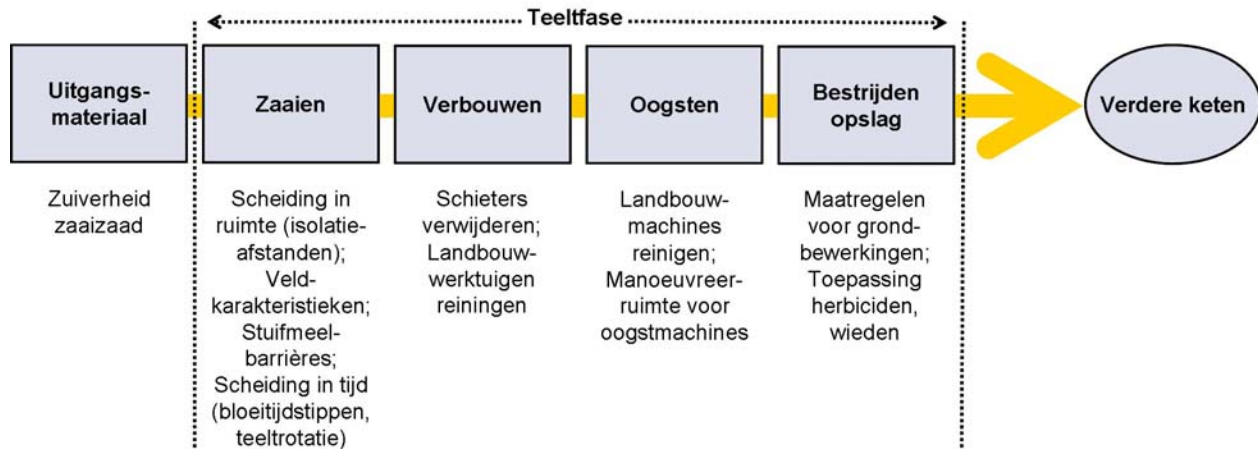 Teeltfase
Uitgangs-
materiaal
Zaaien
Verbouwen
Oogsten
Bestrijden
opslag
Verdere keten
Zuiverheid
zaaizaad
Scheiding in
ruimte (isolatie-
afstanden);
Veld-
karakteristieken;
Stuifmeel-
barrières;
Scheiding in tijd
(bloeitijdstippen,
teeltrotatie)
Schieters
verwijderen;
Landbouw-
werktuigen
reiningen
Landbouw-
machines
reinigen;
Manoeuvreer-
ruimte voor
oogstmachines
Maatregelen
voor grond-
bewerkingen;
Toepassing
herbiciden,
wieden